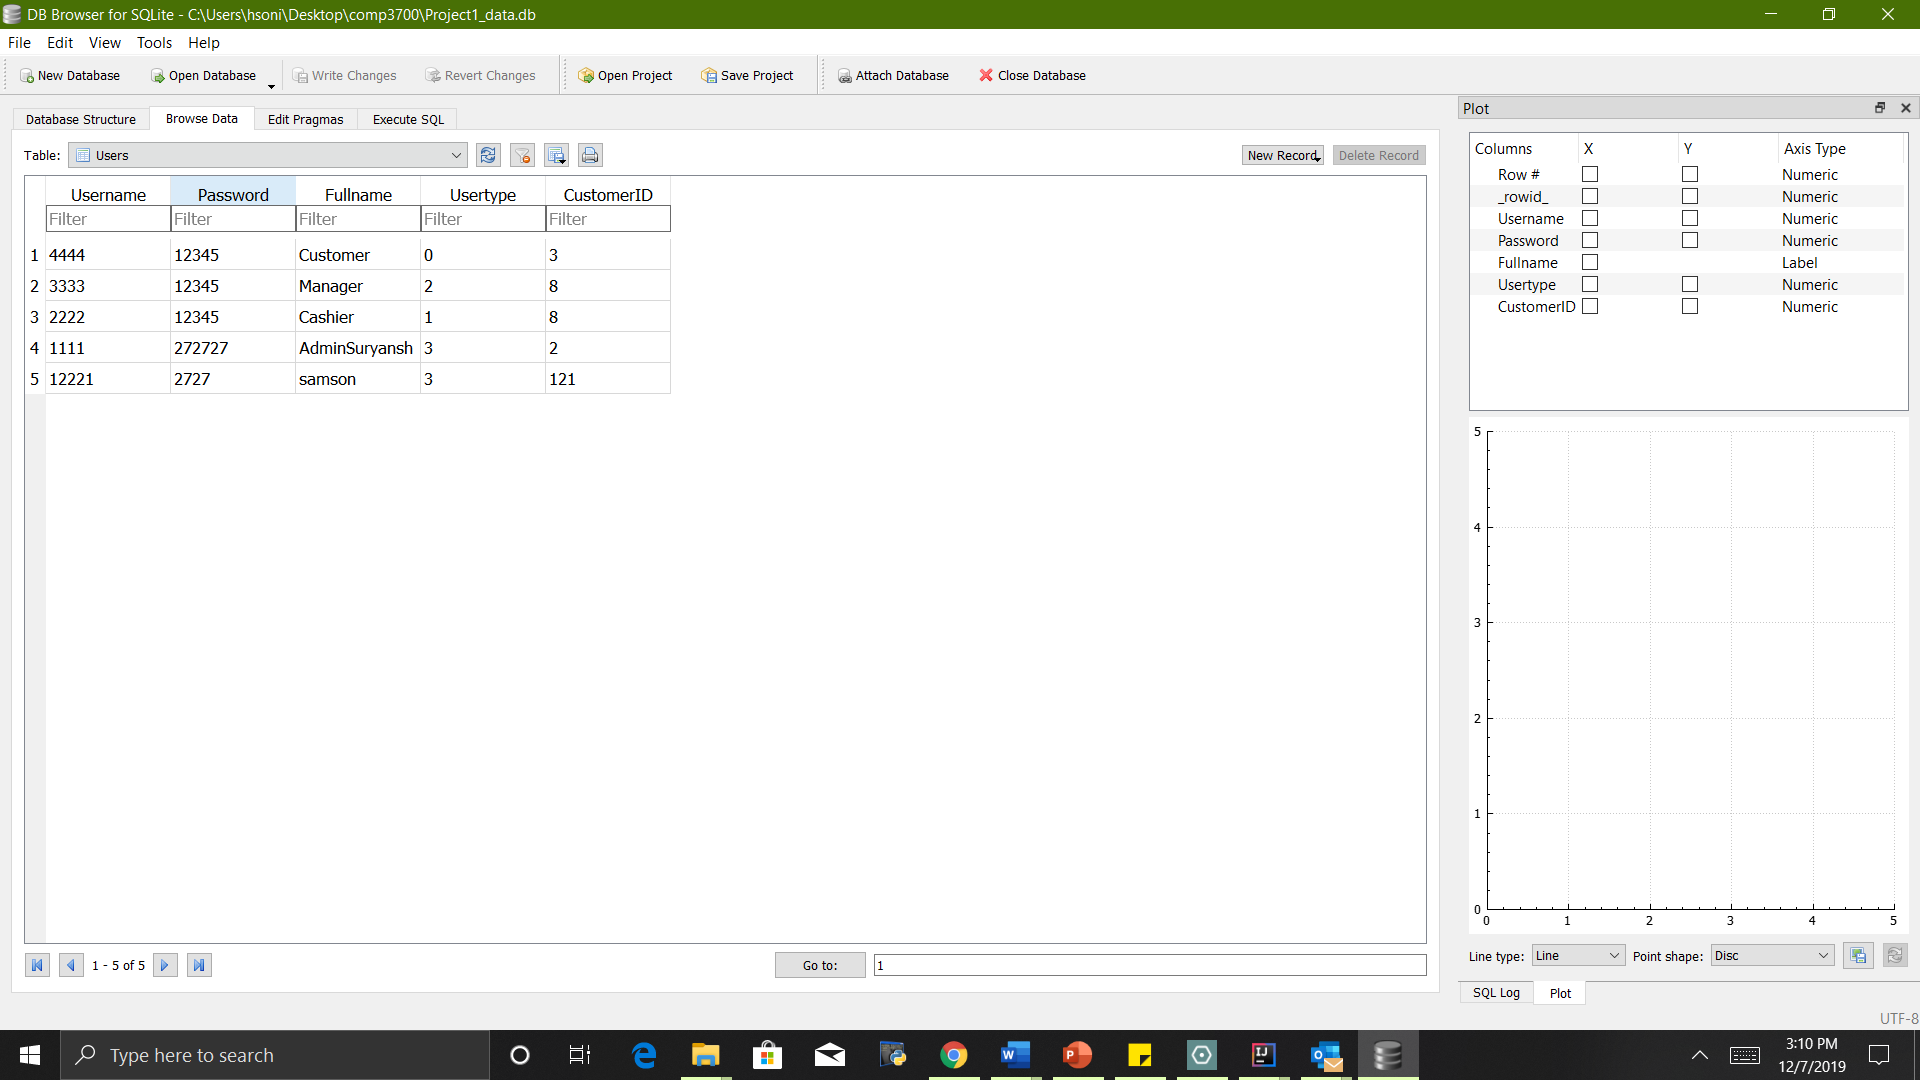 DB Browser for SQLite - C:\Users\hsoni\Desktop\comp3700\Project1_data.db
File Edit View Tools Help
New Database Open Database Write Changes Revert Changes Open Project Save Project Attach Database Close Database
Database Structure Browse Data Edit Pragmas Execute SQL
Table: Users New Record Delete Record
Username Password Fullname Usertype CustomerID
Filter Filter Filter Filter Filter
1 4444 12345 Customer 0 3
2 3333 12345 Manager 2 8
3 2222 12345 Cashier 1 8
4 1111 272727 AdminSuryansh 3 2
5 12221 2727 samson 3 121
1 - 5 of 5 Go to: 1
Plot
Columns X Y Axis Type
Row # Numeric
_rowid_ Numeric
Username Numeric
Password Numeric
Fullname Label
Usertype Numeric
CustomerID Numeric
5
4
3
2
1
0
0 1 2 3 4 5
Line type: Line Point shape: Disc
SQL Log Plot
UTF-8
Type here to search
3:10 PM
12/7/2019